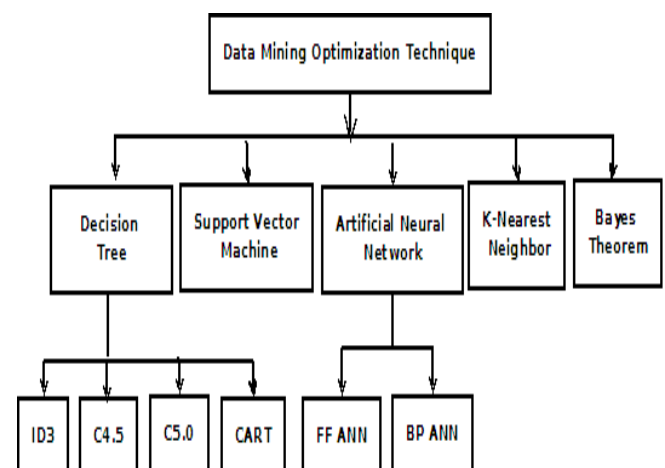 Data Mining Optimization Technique
Decision
Tree
Support Vector
Machine
Artificial Neural
Network
K-Nearest
Neighbor
Bayes
Theorem
ID3
C4.5
C5.0
CART
FF ANN
BP ANN